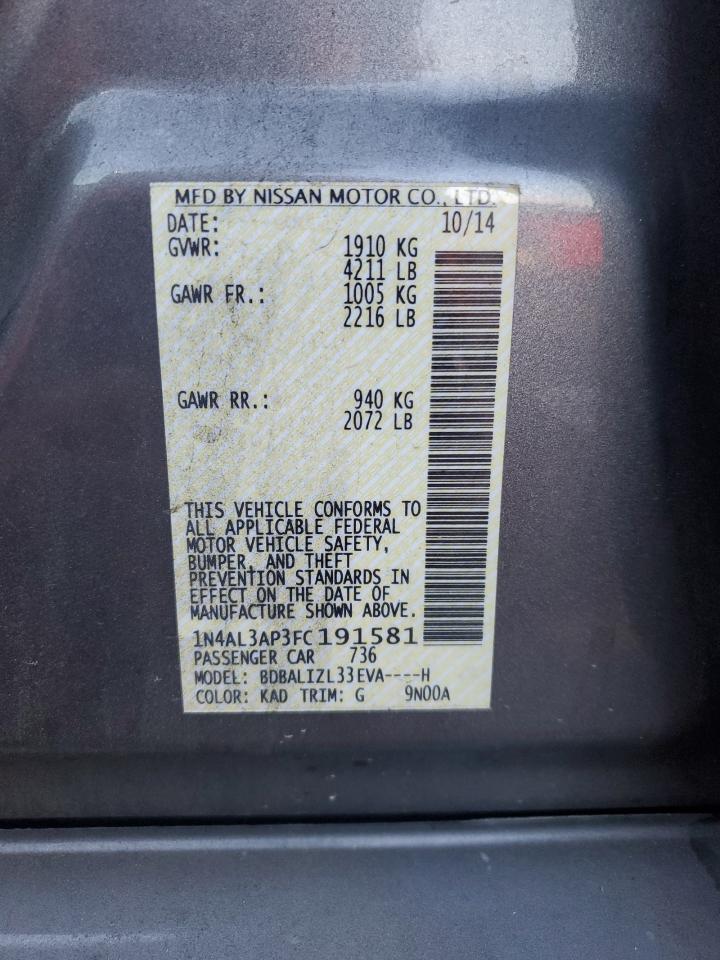 MFD BY NISSAN MOTOR CO., LTD.
DATE: 10/14
GVWR: 1910 KG
4211 LB
GAWR FR.: 1005 KG
2216 LB
GAWR RR.: 940 KG
2072 LB
THIS VEHICLE CONFORMS TO
ALL APPLICABLE FEDERAL
MOTOR VEHICLE SAFETY,
BUMPER, AND THEFT
PREVENTION STANDARDS IN
EFFECT ON THE DATE OF
MANUFACTURE SHOWN ABOVE.
1N4AL3AP3FC191581
PASSENGER CAR 736
MODEL: BDBALIZL33EVA----H
COLOR: KAD TRIM: G 9N00A